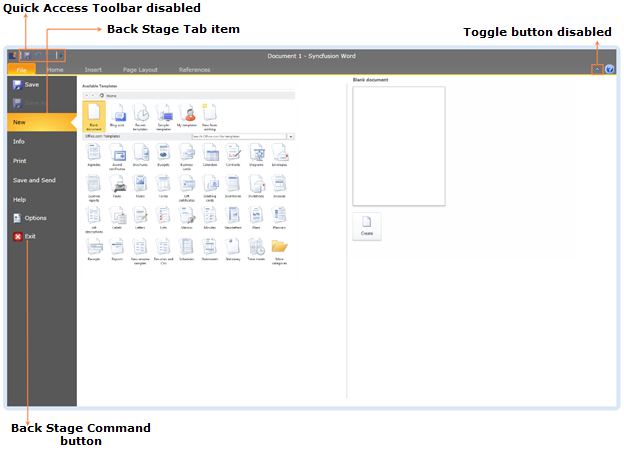 Quick Access Toolbar disabled
Back Stage Tab item
Toggle button disabled
Document 1 - Syncfusion Word
File Home Insert Page Layout References
Save
New
Info
Print
Save and Send
Help
Options
Exit
Available Templates
Home
Blank document
Blog post
Recent templates
Sample templates
My templates
New from existing
Office.com Templates
Search Office.com for templates
Agendas
Award certificates
Brochures
Budgets
Business cards
Calendars
Contracts
Diagrams
Envelopes
Faxes
Flyers
Forms
Gift certificates
Greeting cards
Inventories
Invitations
Invoices
Job descriptions
Labels
Letters
Lists
Memos
Minutes
Newsletters
Plans
Planners
Receipts
Reports
Resumes and CVs
Schedules
Statements
Stationery
Time sheets
More categories
Blank document
Create
Back Stage Command
button